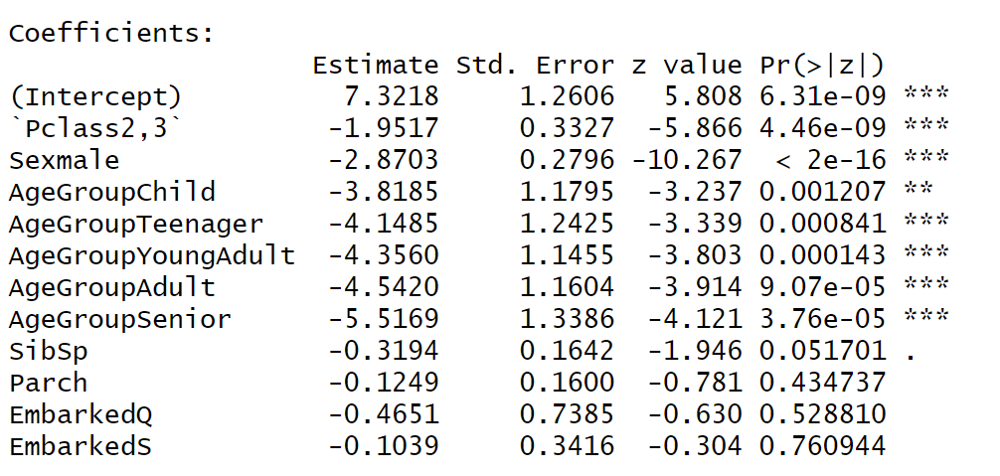 Coefficients:
Estimate Std. Error z value Pr(>|z|)
(Intercept) 7.3218 1.2606 5.808 6.31e-09 ***
`Pclass2,3` -1.9517 0.3327 -5.866 4.46e-09 ***
Sexmale -2.8703 0.2796 -10.267 < 2e-16 ***
AgeGroupChild -3.8185 1.1795 -3.237 0.001207 **
AgeGroupTeenager -4.1485 1.2425 -3.339 0.000841 ***
AgeGroupYoungAdult -4.3560 1.1455 -3.803 0.000143 ***
AgeGroupAdult -4.5420 1.1604 -3.914 9.07e-05 ***
AgeGroupSenior -5.5169 1.3386 -4.121 3.76e-05 ***
SibSp -0.3194 0.1642 -1.946 0.051701 .
Parch -0.1249 0.1600 -0.781 0.434737
EmbarkedQ -0.4651 0.7385 -0.630 0.528810
EmbarkedS -0.1039 0.3416 -0.304 0.760944